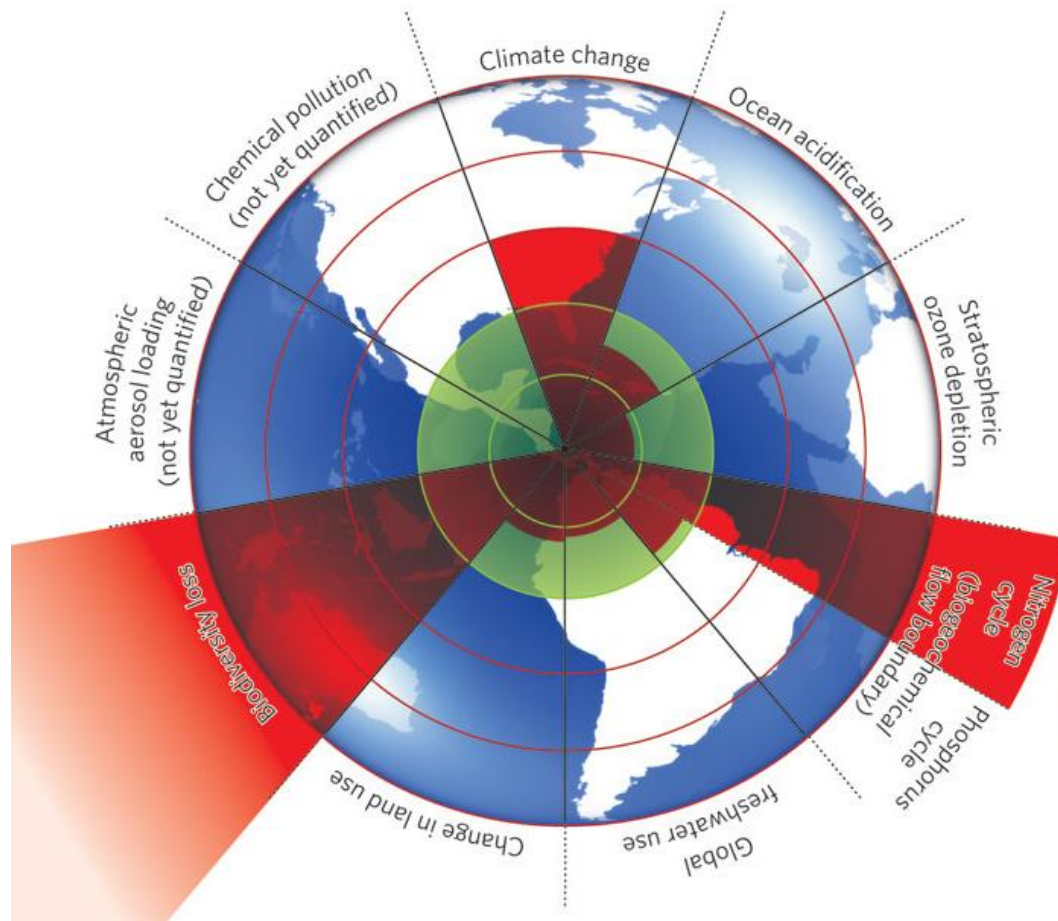 Climate change
Ocean acidification
Stratospheric
ozone depletion
Nitrogen
cycle
(biogeochemical
flow boundary)
Phosphorus
cycle
Global
freshwater use
Change in land use
Biodiversity loss
Atmospheric
aerosol loading
(not yet quantified)
Chemical pollution
(not yet quantified)